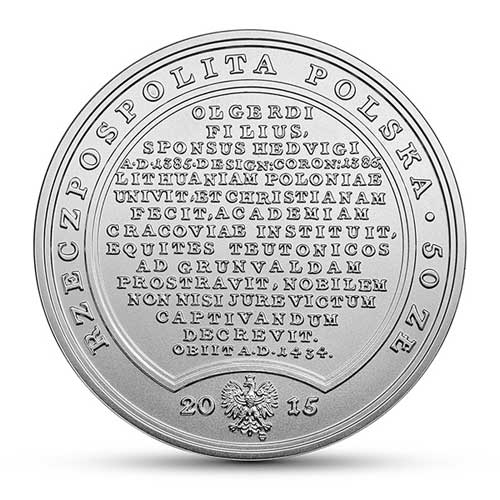 RZECZPOSPOLITA POLSKA · 50 ZŁ
OLGERDI
FILIUS,
SPONSUS HEDVIGI
A.D.1385.DESIGN:CORON:1386.
LITHUANIAM POLONIAE
UNIVIT, ET CHRISTIANAM
FECIT, ACADEMIAM
CRACOVIAE INSTITUIT,
EQUITES TEUTONICOS
AD GRUNVALDAM
PROSTRAVIT, NOBILEM
NON NISI JURE VICTUM
CAPTIVANDUM
DECREVIT.
OBIIT A.D.1434.
20 15